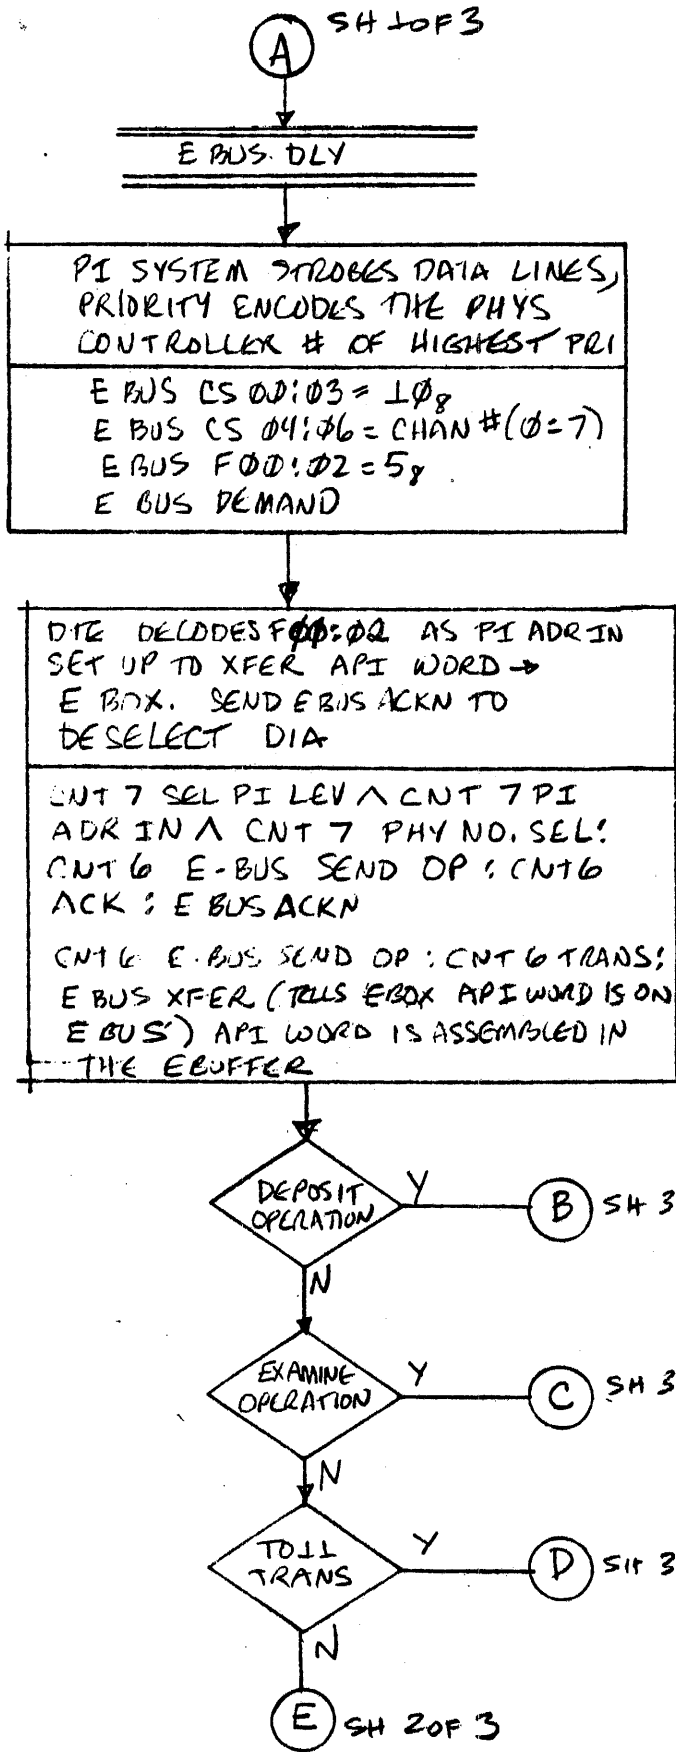 SH 1 OF 3
A
E BUS DLY
PI SYSTEM STROBES DATA LINES,
PRIORITY ENCODES THE PHYS
CONTROLLER # OF HIGHEST PRI
E BUS CS 00:03 = 10₈
E BUS CS 04:06 = CHAN # (0=7)
E BUS F00:02 = 5₈
E BUS DEMAND
DTE DECODES F00:02 AS PI ADR IN
SET UP TO XFER API WORD →
E BOX. SEND EBUS ACKN TO
DESELECT DIA
CNT 7 SEL PI LEV ∧ CNT 7 PI
ADR IN ∧ CNT 7 PHY NO. SEL:
CNT 6 E-BUS SEND OP : CNT6
ACK : E BUS ACKN
CNT 6 E-BUS SEND OP : CNT 6 TRANS:
E BUS XFER (TELLS EBOX API WORD IS ON
E BUS) API WORD IS ASSEMBLED IN
THE EBUFFER
DEPOSIT
OPERATION
Y
B
SH 3
N
EXAMINE
OPERATION
Y
C
SH 3
N
TO11
TRANS
Y
D
SH 3
N
E
SH 2 OF 3